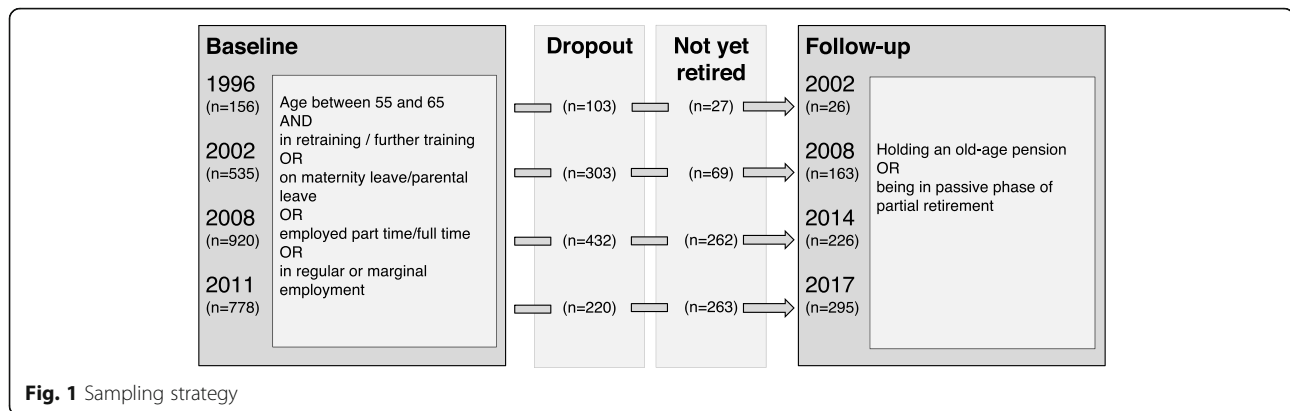 Baseline
1996
(n=156)
2002
(n=535)
2008
(n=920)
2011
(n=778)
Age between 55 and 65
AND
in retraining / further training
OR
on maternity leave/parental
leave
OR
employed part time/full time
OR
in regular or marginal
employment
Dropout
(n=103)
(n=303)
(n=432)
(n=220)
Not yet
retired
(n=27)
(n=69)
(n=262)
(n=263)
Follow-up
2002
(n=26)
2008
(n=163)
2014
(n=226)
2017
(n=295)
Holding an old-age pension
OR
being in passive phase of
partial retirement
Fig. 1 Sampling strategy